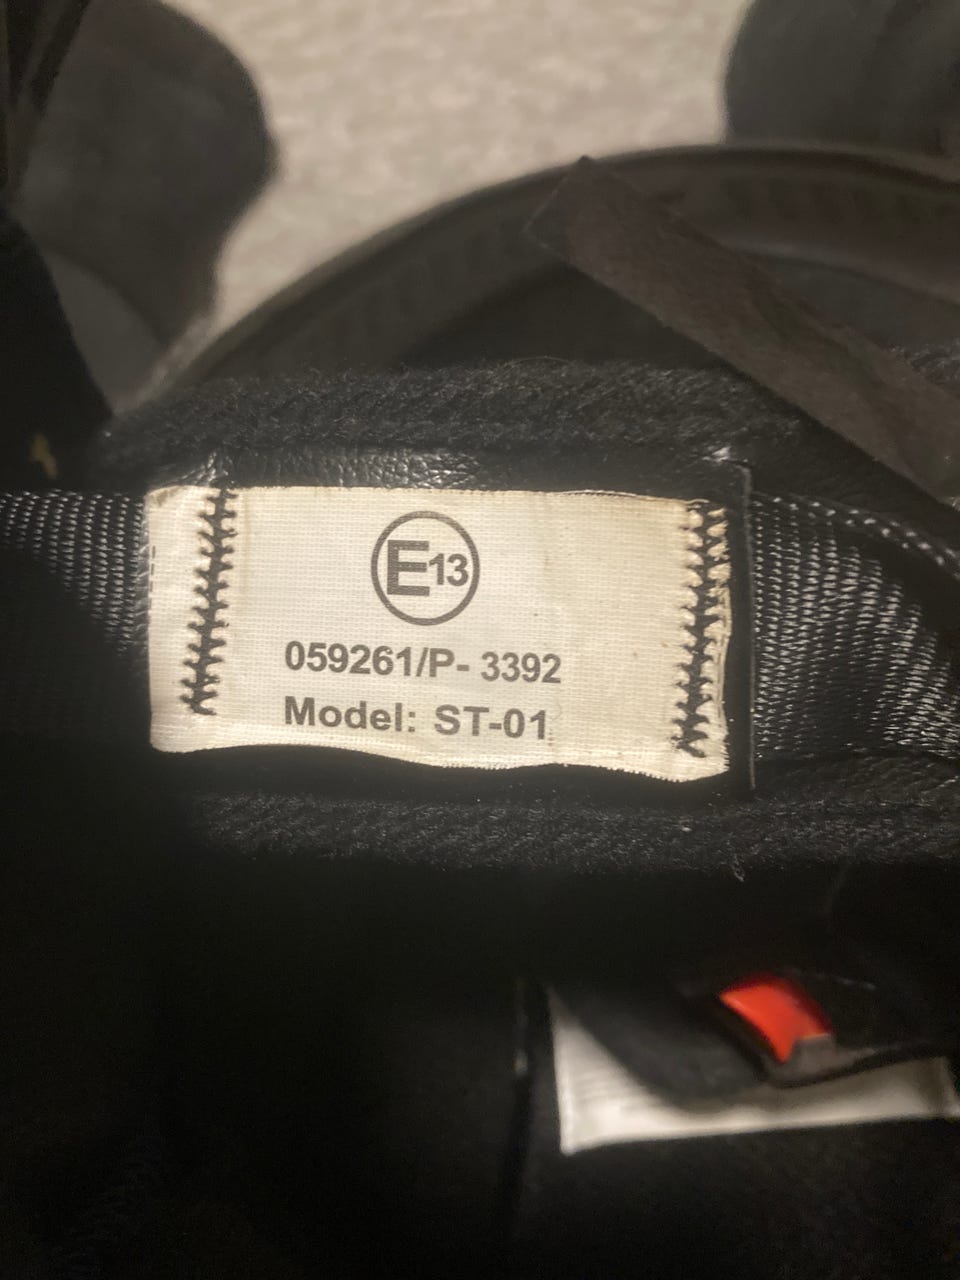 E13
059261/P- 3392
Model: ST-01